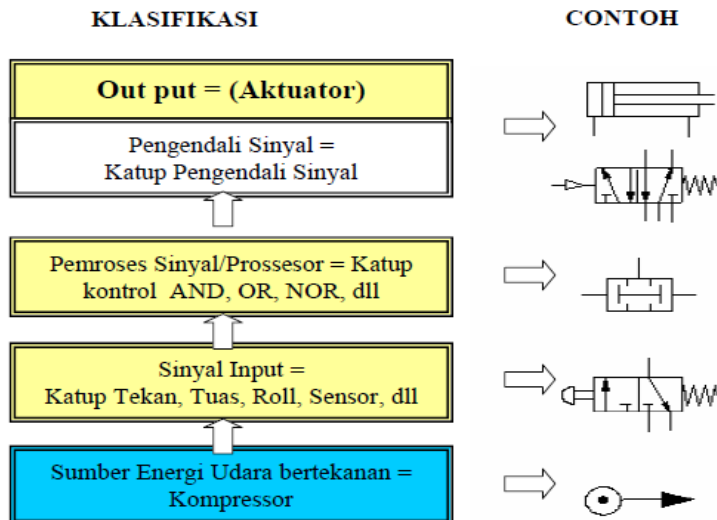 KLASIFIKASI
CONTOH
Out put = (Aktuator)
Pengendali Sinyal =
Katup Pengendali Sinyal
Pemroses Sinyal/Prossesor = Katup
kontrol AND, OR, NOR, dll
Sinyal Input =
Katup Tekan, Tuas, Roll, Sensor, dll
Sumber Energi Udara bertekanan =
Kompressor